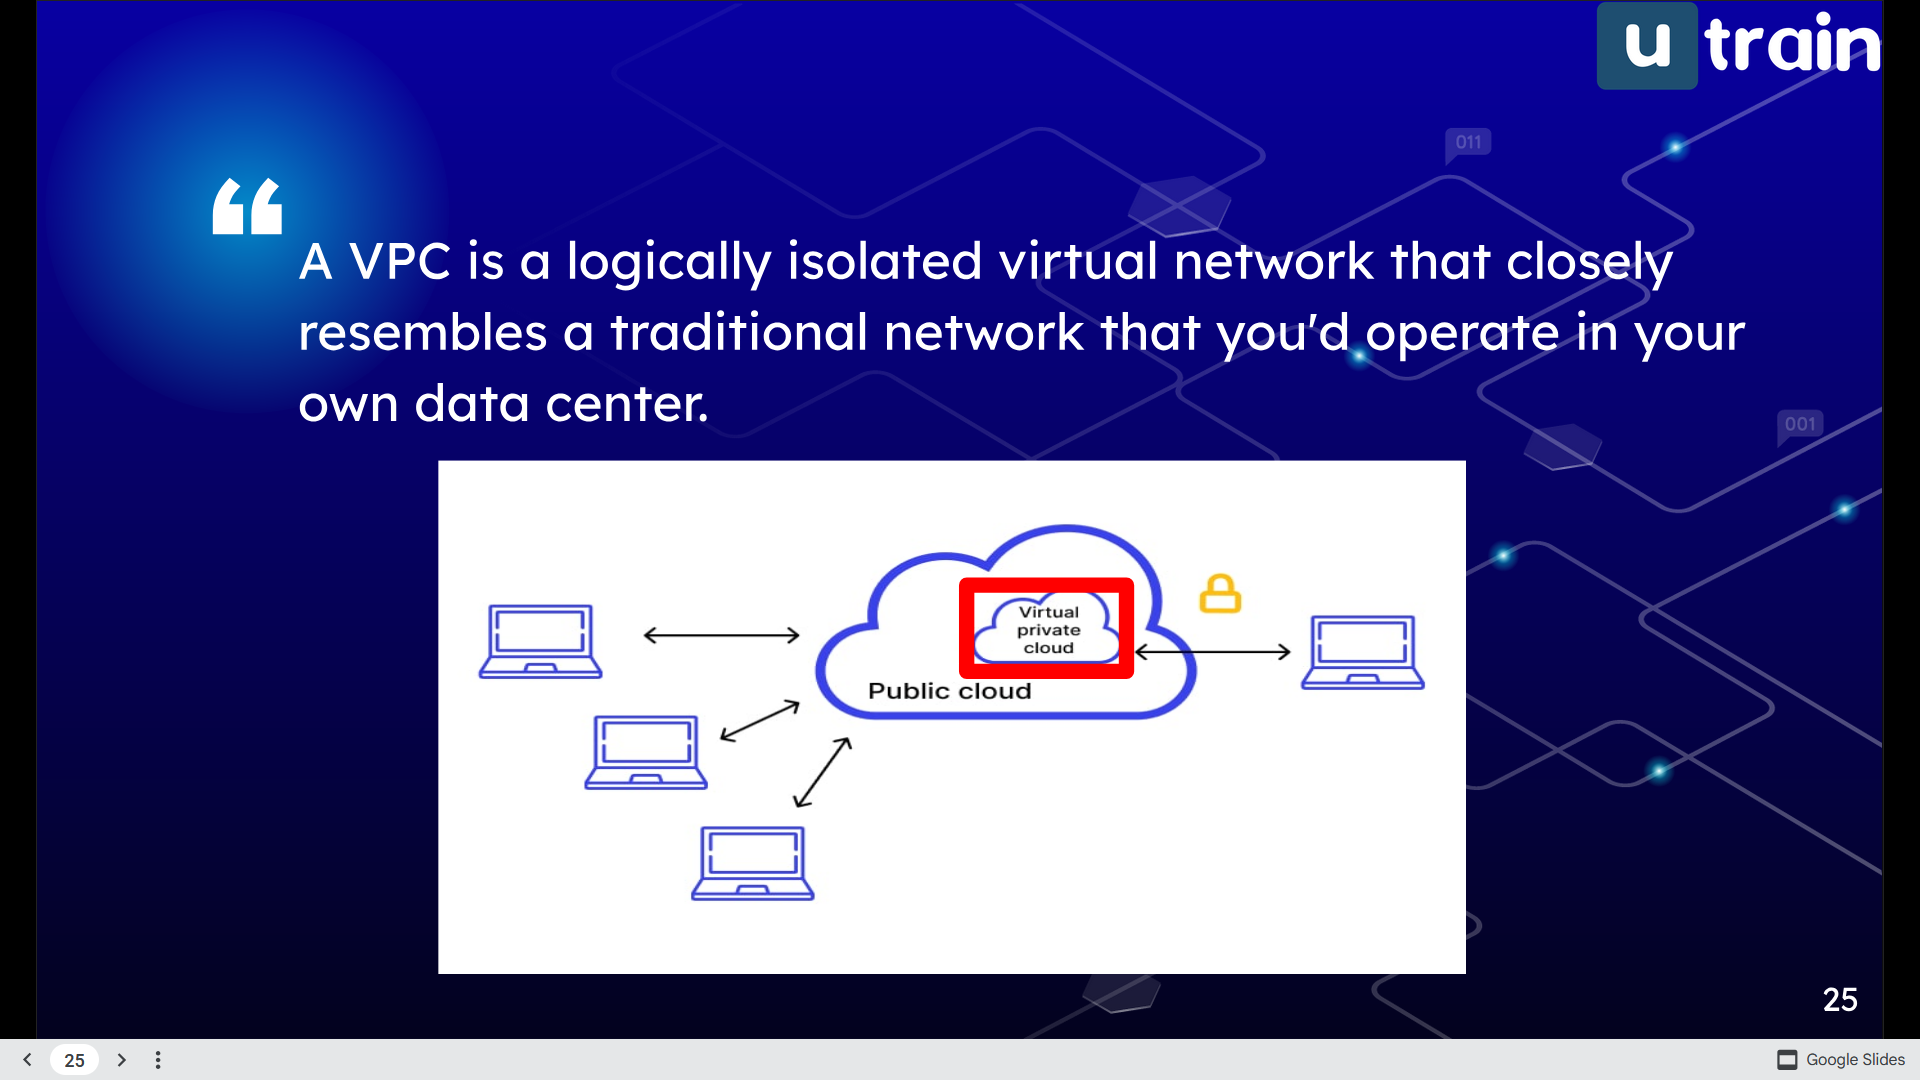 u train
011
“
A VPC is a logically isolated virtual network that closely
resembles a traditional network that you'd operate in your
own data center.
001
Virtual
private
cloud
Public cloud
25
25
Google Slides